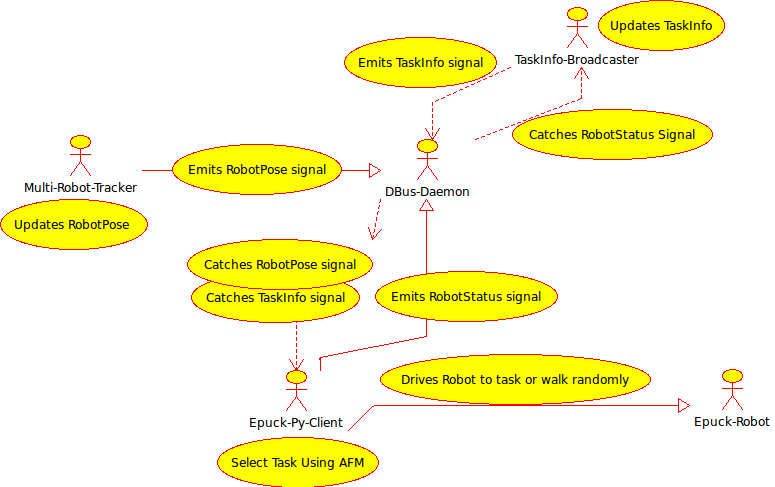 Updates TaskInfo
Emits TaskInfo signal
TaskInfo-Broadcaster
Catches RobotStatus Signal
Emits RobotPose signal
Multi-Robot-Tracker
DBus-Daemon
Updates RobotPose
Catches RobotPose signal
Catches TaskInfo signal
Emits RobotStatus signal
Drives Robot to task or walk randomly
Epuck-Py-Client
Epuck-Robot
Select Task Using AFM